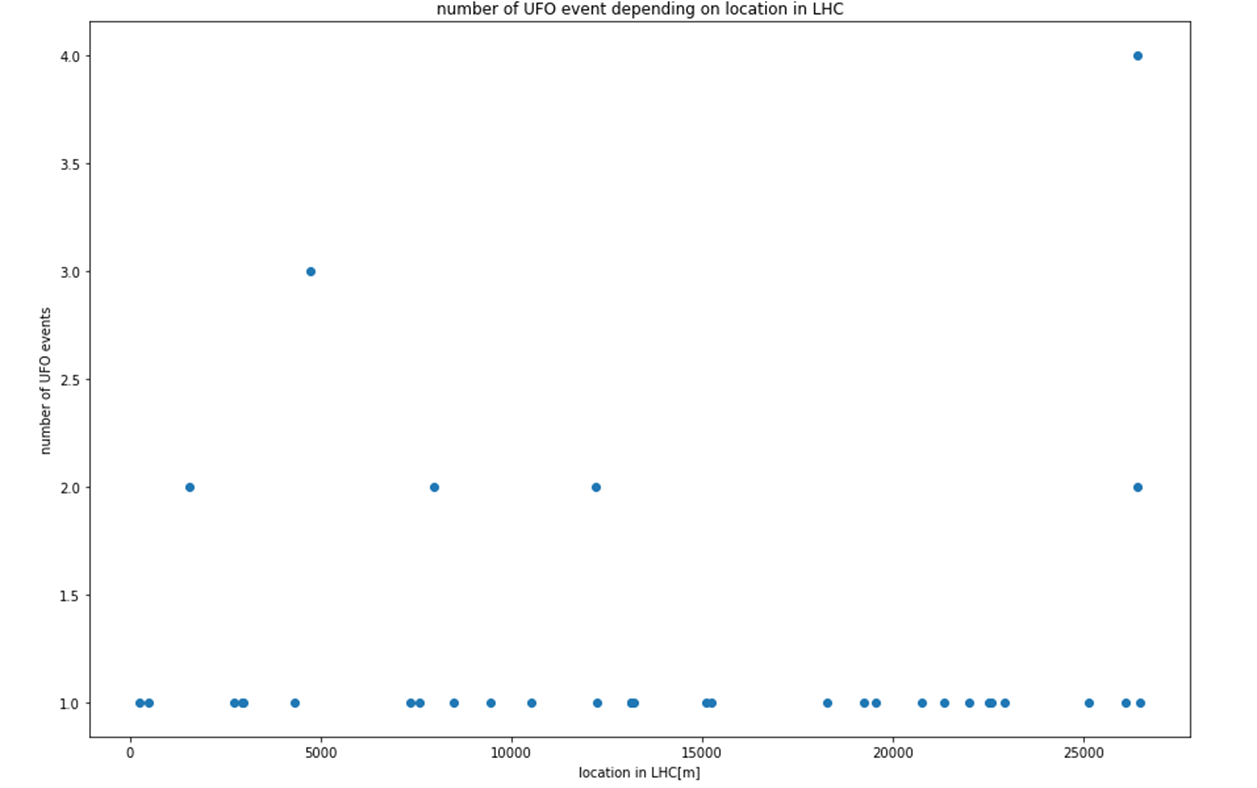 number of UFO event depending on location in LHC
4.0
3.5
3.0
2.5
2.0
1.5
1.0
number of UFO events
0 5000 10000 15000 20000 25000
location in LHC[m]